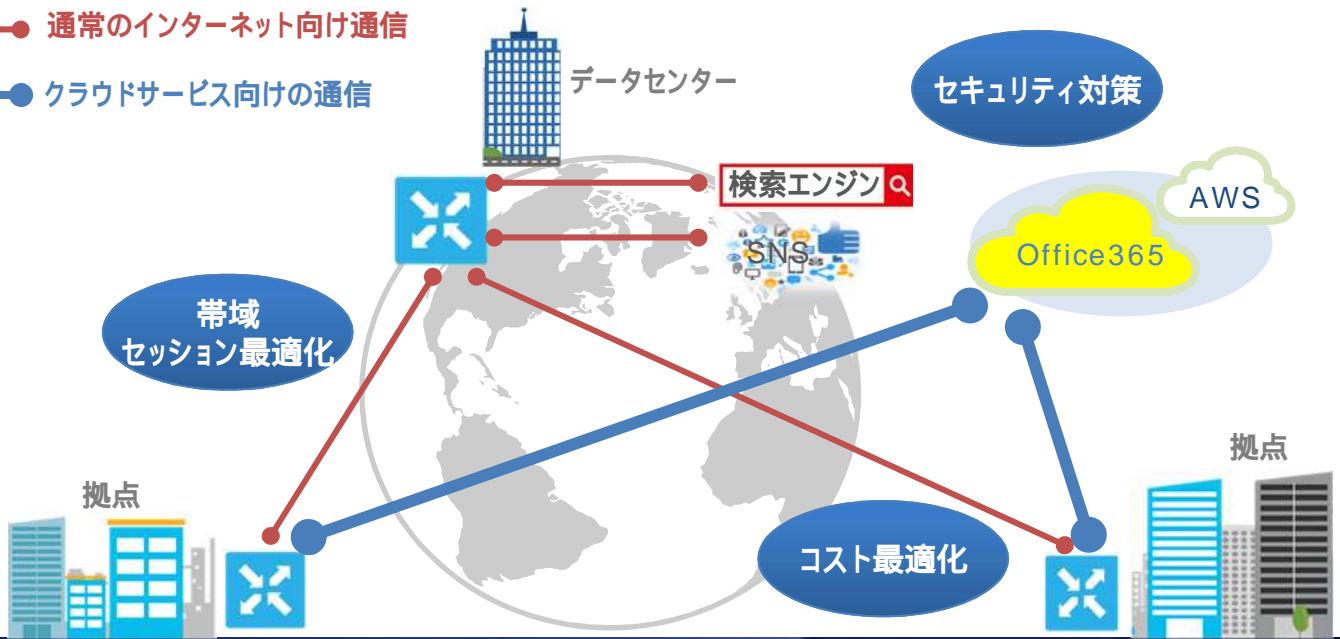 通常のインターネット向け通信
クラウドサービス向けの通信
データセンター
セキュリティ対策
検索エンジン
SNS
AWS
Office365
帯域
セッション最適化
拠点
拠点
コスト最適化